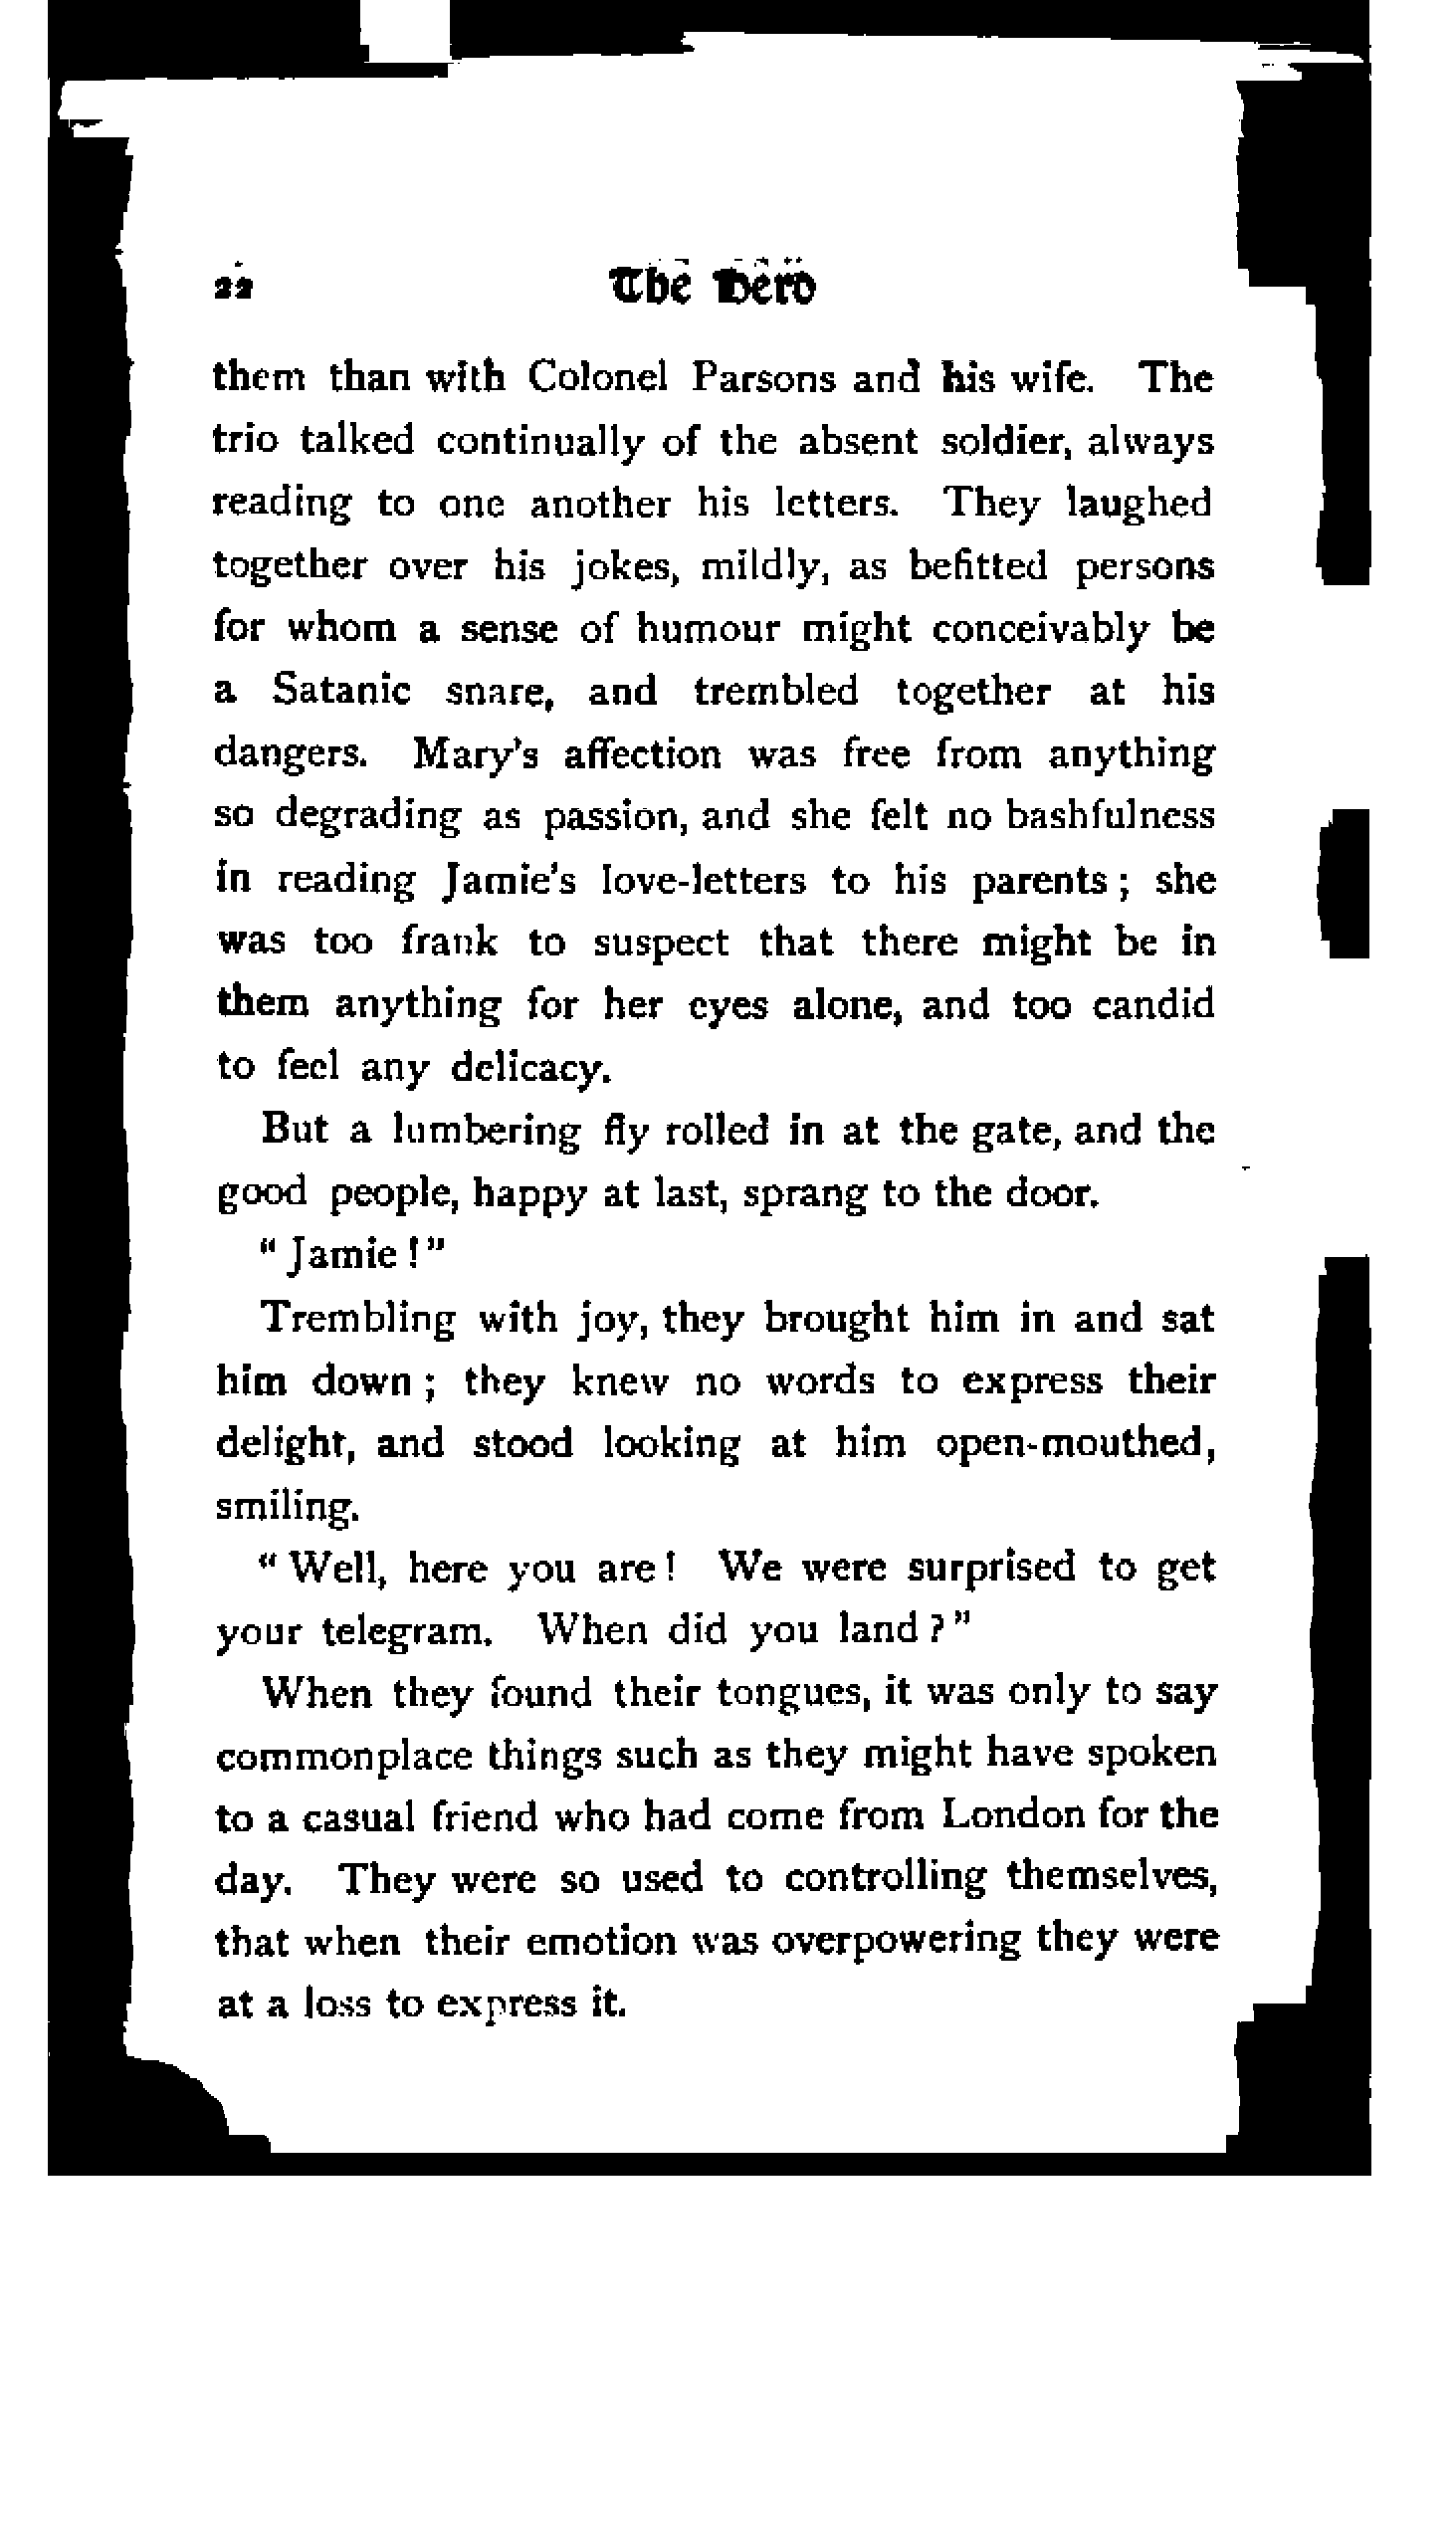 22 The Hero
them than with Colonel Parsons and his wife. The
trio talked continually of the absent soldier, always
reading to one another his letters. They laughed
together over his jokes, mildly, as befitted persons
for whom a sense of humour might conceivably be
a Satanic snare, and trembled together at his
dangers. Mary's affection was free from anything
so degrading as passion, and she felt no bashfulness
in reading Jamie's love-letters to his parents; she
was too frank to suspect that there might be in
them anything for her eyes alone, and too candid
to feel any delicacy.
But a lumbering fly rolled in at the gate, and the
good people, happy at last, sprang to the door.
"Jamie!"
Trembling with joy, they brought him in and sat
him down; they knew no words to express their
delight, and stood looking at him open-mouthed,
smiling.
"Well, here you are! We were surprised to get
your telegram. When did you land?"
When they found their tongues, it was only to say
commonplace things such as they might have spoken
to a casual friend who had come from London for the
day. They were so used to controlling themselves,
that when their emotion was overpowering they were
at a loss to express it.